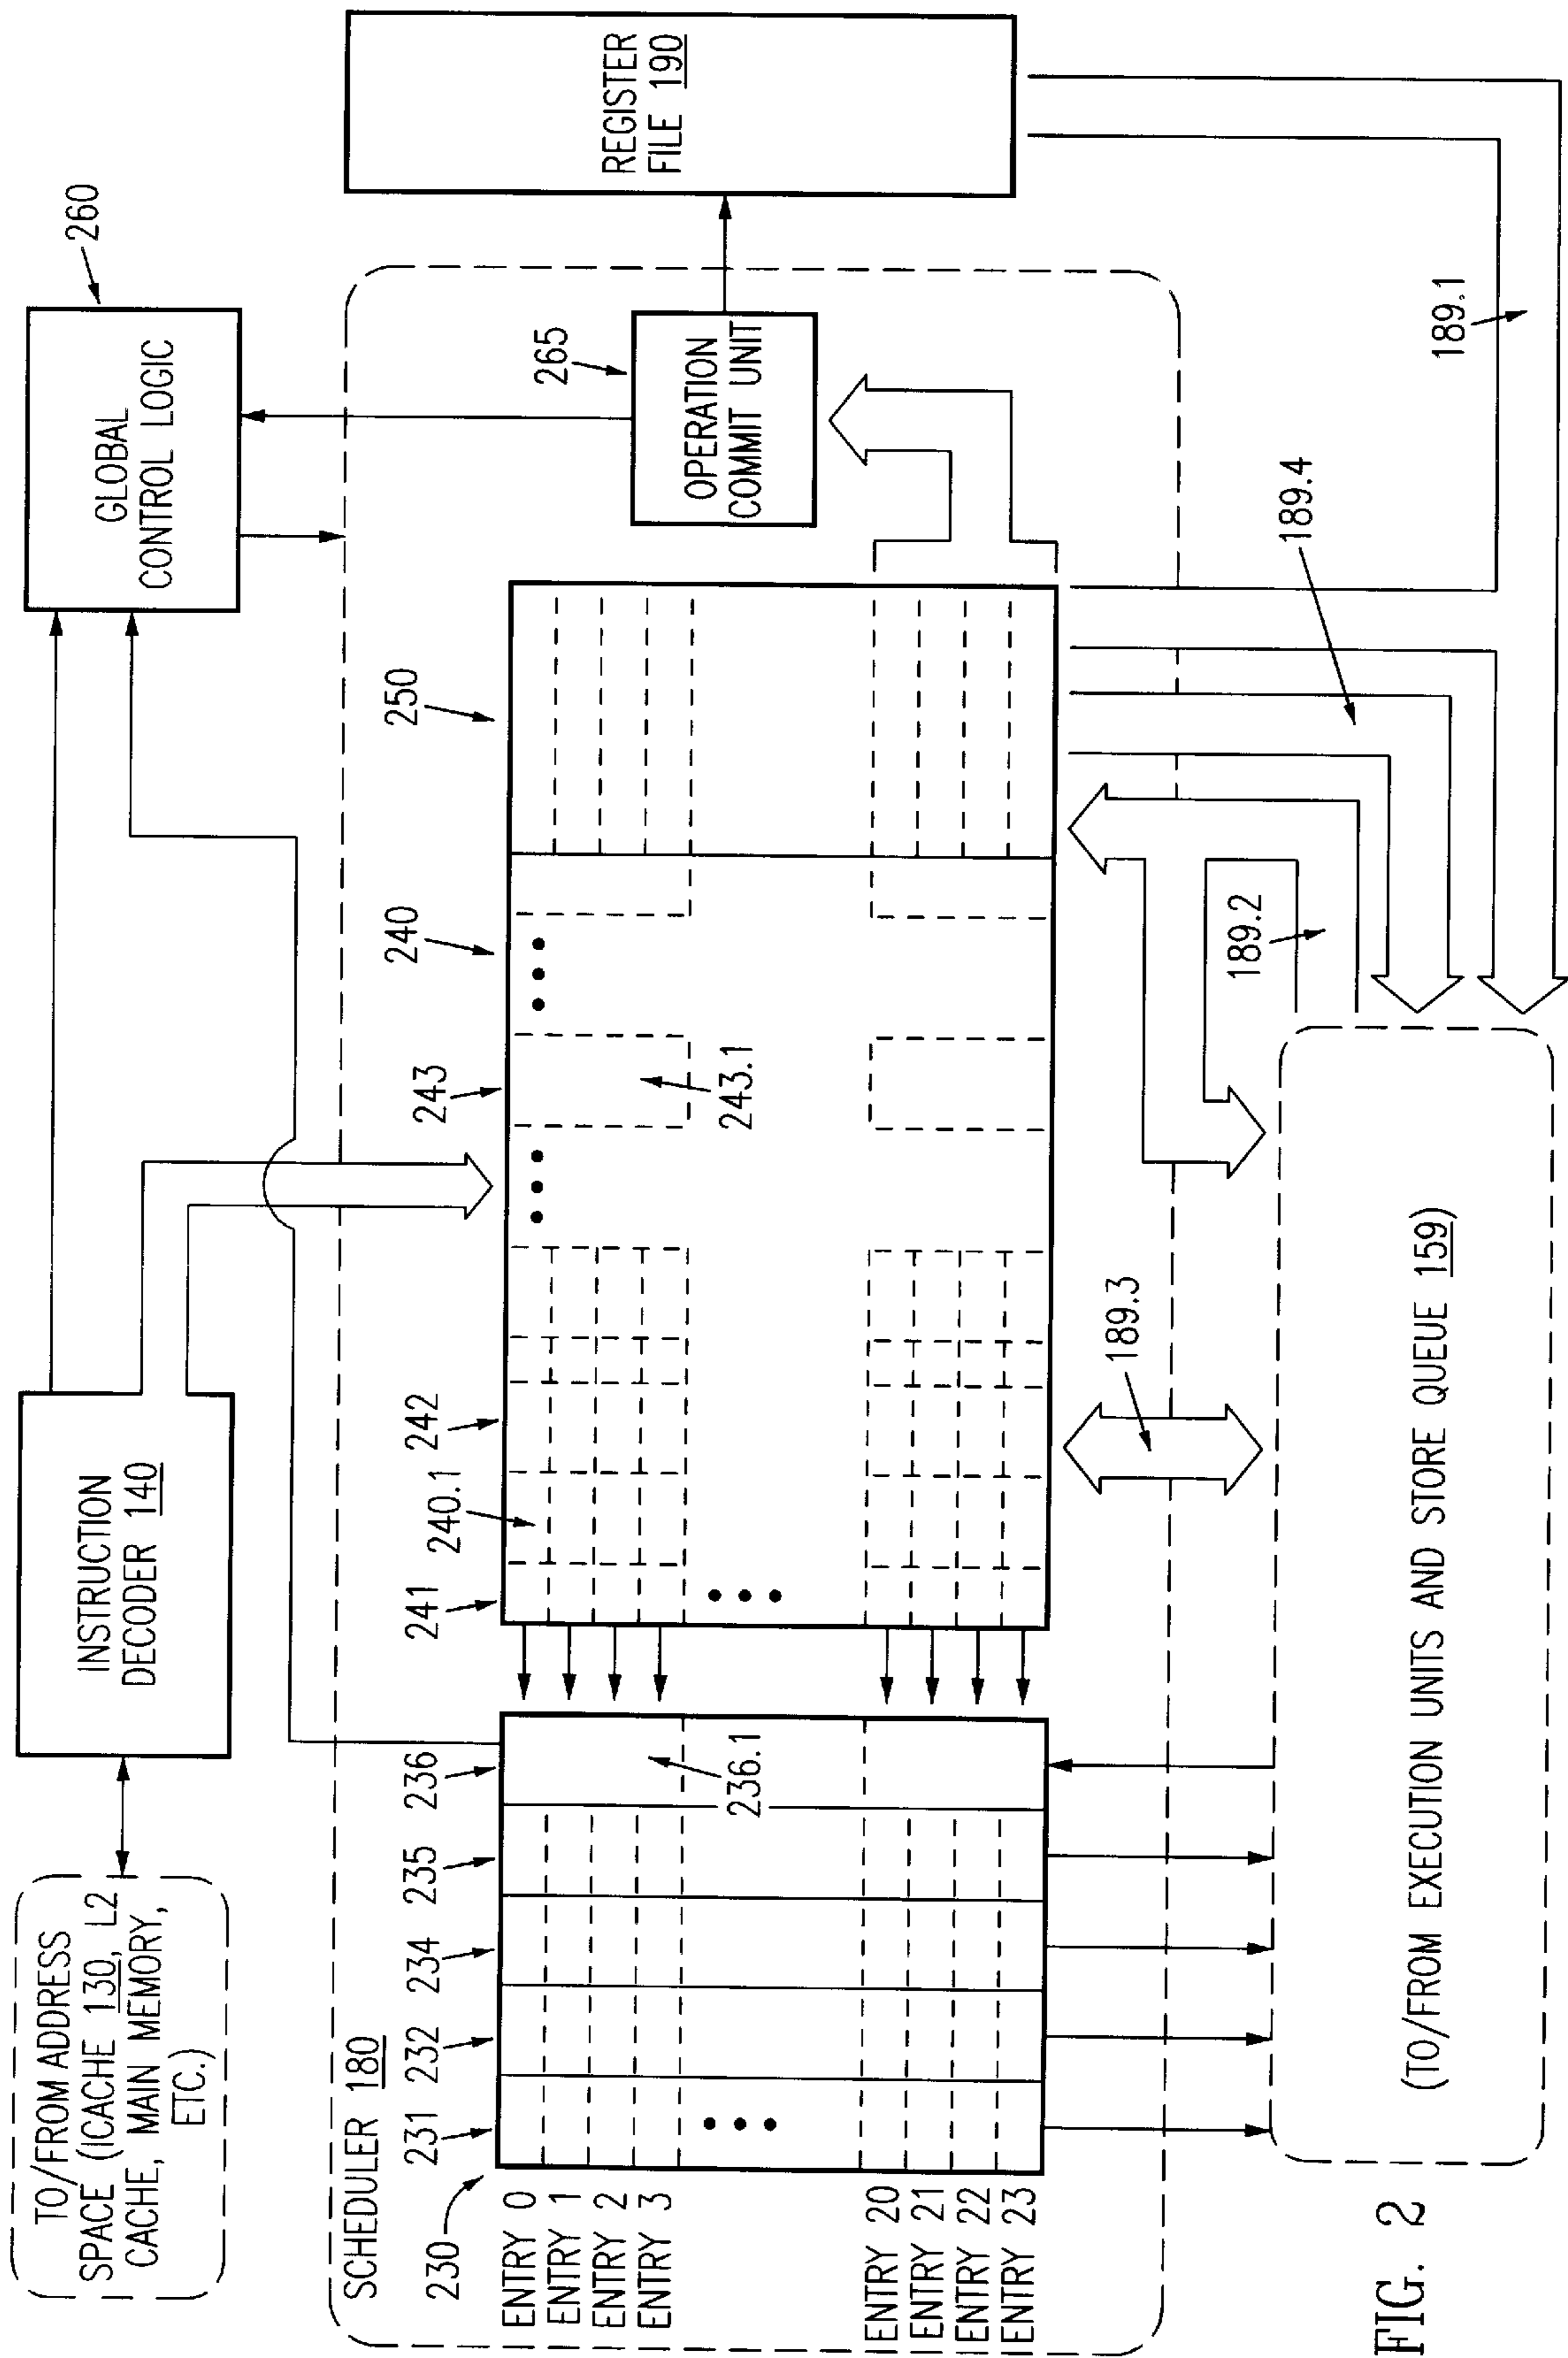 TO/FROM ADDRESS
SPACE (ICACHE 130, L2
CACHE, MAIN MEMORY,
ETC.)
INSTRUCTION
DECODER 140
GLOBAL
CONTROL LOGIC
260
SCHEDULER 180
230
231
232
234
235
236
241
240.1
242
243
240
250
265
OPERATION
COMMIT UNIT
REGISTER
FILE 190
ENTRY 0
ENTRY 1
ENTRY 2
ENTRY 3
236.1
243.1
ENTRY 20
ENTRY 21
ENTRY 22
ENTRY 23
189.3
189.2
189.4
189.1
(TO/FROM EXECUTION UNITS AND STORE QUEUE 159)
FIG. 2